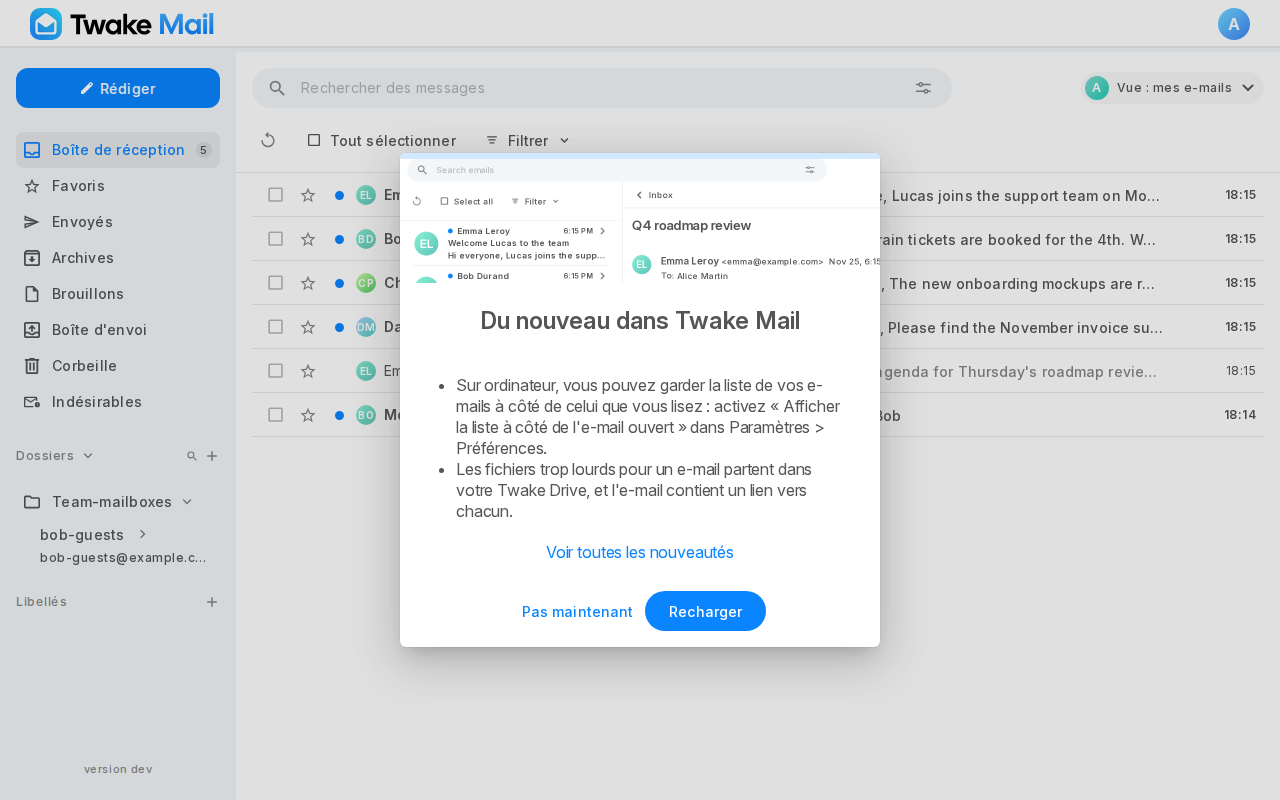 Twake Mail
A
Rédiger
Rechercher des messages
A
Vue : mes e-mails
Tout sélectionner
Filtrer
Boîte de réception
5
Favoris
Envoyés
Archives
Brouillons
Boîte d'envoi
Corbeille
Indésirables
Dossiers
Team-mailboxes
bob-guests
bob-guests@example.c...
Libellés
version dev
EL
Em
, Lucas joins the support team on Mo...
18:15
BD
Bo
rain tickets are booked for the 4th. W...
18:15
CP
Ch
, The new onboarding mockups are r...
18:15
DM
Da
, Please find the November invoice su...
18:15
EL
Em
agenda for Thursday's roadmap revie...
18:15
BO
Mo
Bob
18:14
Search emails
Select all
Filter
Inbox
Q4 roadmap review
EL
Emma Leroy
6:15 PM
Welcome Lucas to the team
Hi everyone, Lucas joins the supp...
Bob Durand
6:15 PM
EL
Emma Leroy <emma@example.com> Nov 25, 6:15
To: Alice Martin
Du nouveau dans Twake Mail
• Sur ordinateur, vous pouvez garder la liste de vos e-
mails à côté de celui que vous lisez : activez « Afficher
la liste à côté de l'e-mail ouvert » dans Paramètres >
Préférences.
• Les fichiers trop lourds pour un e-mail partent dans
votre Twake Drive, et l'e-mail contient un lien vers
chacun.
Voir toutes les nouveautés
Pas maintenant
Recharger